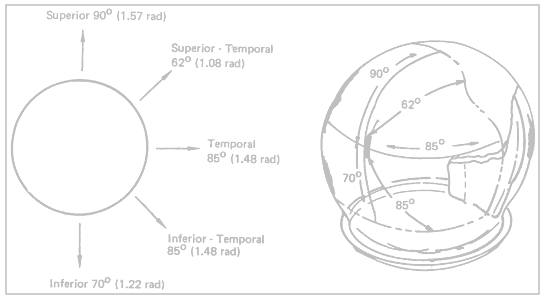 Superior 90° (1.57 rad)
Superior - Temporal
62° (1.08 rad)
Temporal
85° (1.48 rad)
Inferior - Temporal
85° (1.48 rad)
Inferior 70° (1.22 rad)
90°
62°
85°
70°
85°